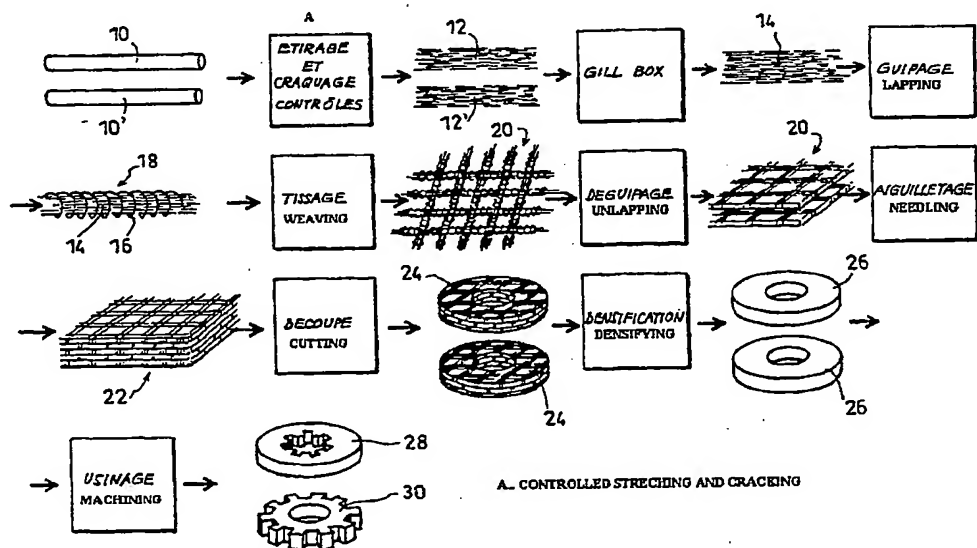 A
10
10'
ETIRAGE
ET
CRAQUAGE
CONTRÔLES
12
12'
GILL BOX
14
GUIPAGE
LAPPING
18
14
16
TISSAGE
WEAVING
20
DEGUIPAGE
UNLAPPING
20
AIGUILLETAGE
NEEDLING
22
DECOUPE
CUTTING
24
24
DENSIFICATION
DENSIFYING
26
26
USINAGE
MACHINING
28
30
A... CONTROLLED STRECHING AND CRACKING